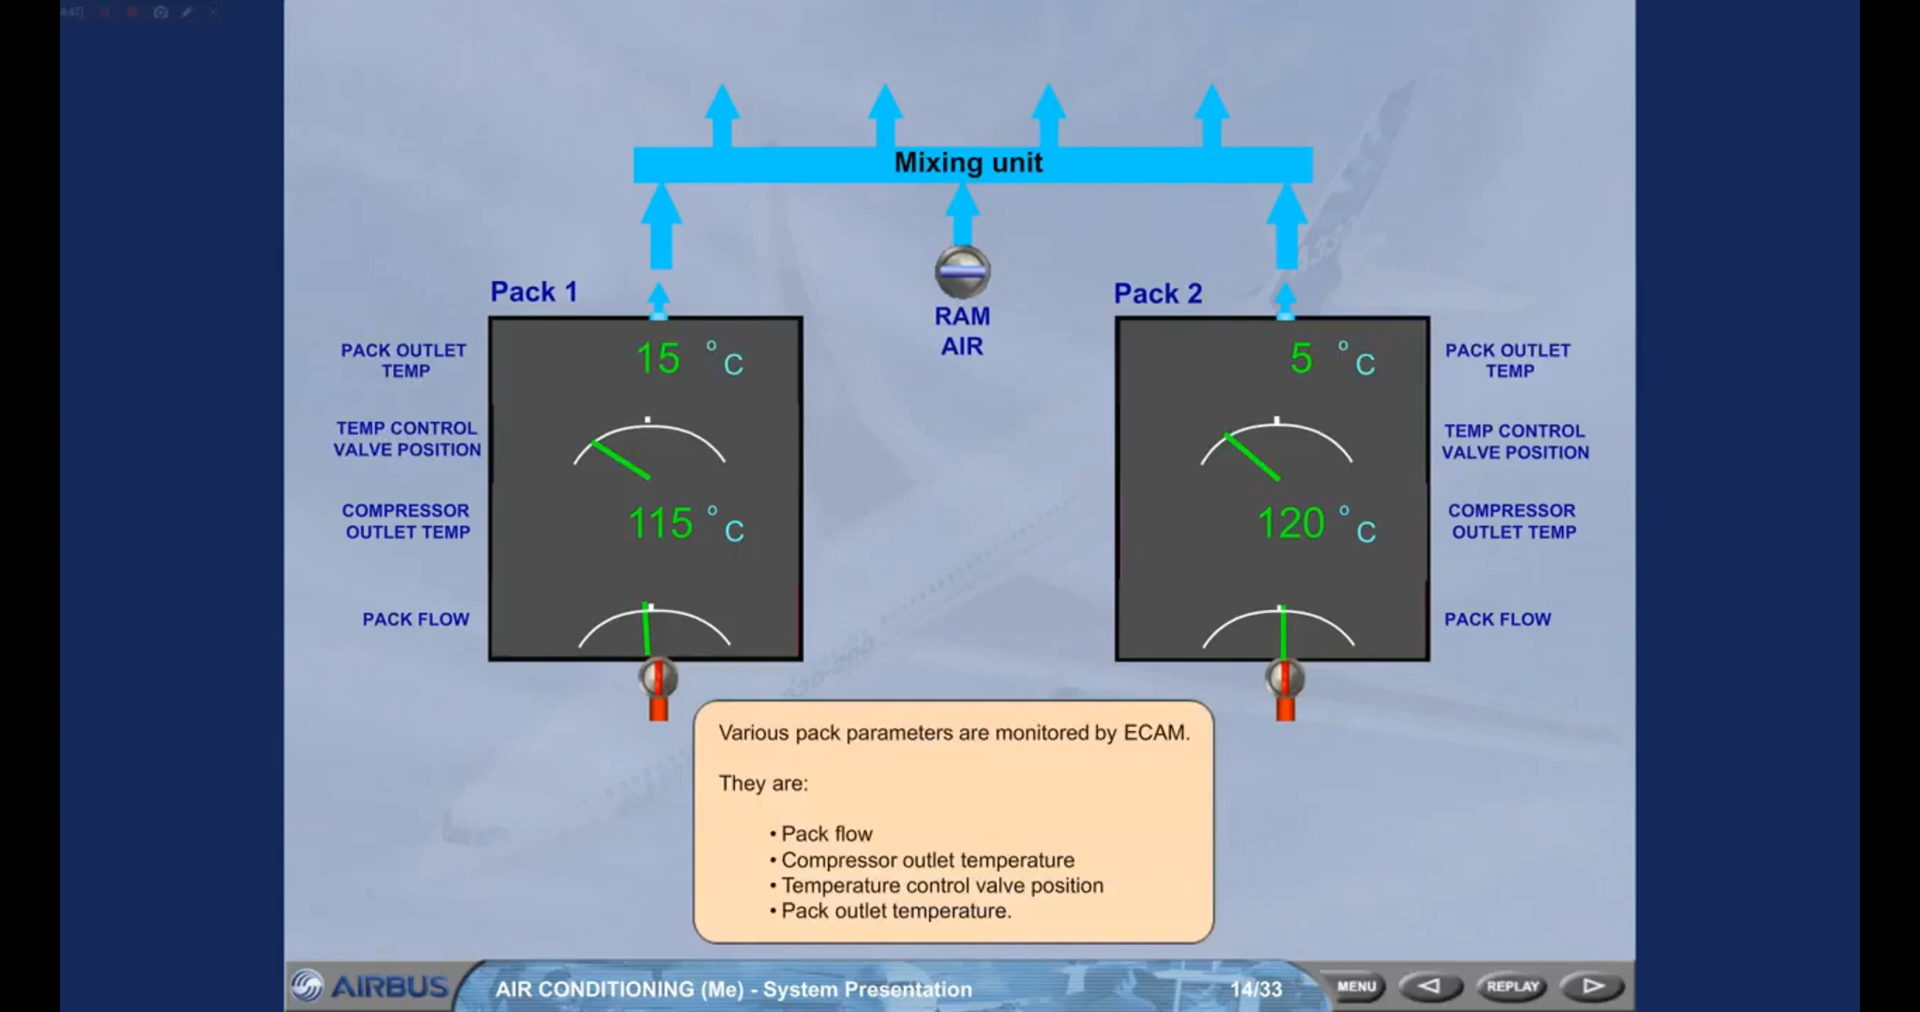 Mixing unit
Pack 1
RAM
AIR
Pack 2
PACK OUTLET
TEMP
15 °C
TEMP CONTROL
VALVE POSITION
COMPRESSOR
OUTLET TEMP
115 °C
PACK FLOW
5 °C
PACK OUTLET
TEMP
TEMP CONTROL
VALVE POSITION
120 °C
COMPRESSOR
OUTLET TEMP
PACK FLOW
Various pack parameters are monitored by ECAM.
They are:
• Pack flow
• Compressor outlet temperature
• Temperature control valve position
• Pack outlet temperature.
AIRBUS
AIR CONDITIONING (Me) - System Presentation
14/33
MENU
REPLAY